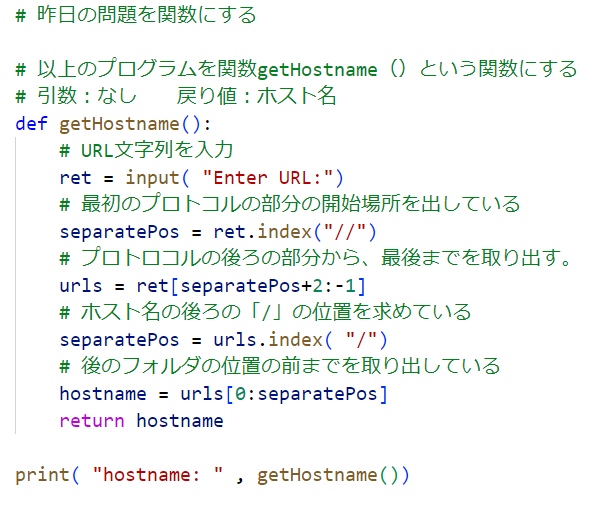 # 昨日の問題を関数にする
# 以上のプログラムを関数getHostname（）という関数にする
# 引数：なし　　戻り値：ホスト名
def getHostname():
    # URL文字列を入力
    ret = input( "Enter URL:")
    # 最初のプロトコルの部分の開始場所を出している
    separatePos = ret.index("//")
    # プロトロコルの後ろの部分から、最後までを取り出す。
    urls = ret[separatePos+2:-1]
    # ホスト名の後ろの「/」の位置を求めている
    separatePos = urls.index( "/")
    # 後のフォルダの位置の前までを取り出している
    hostname = urls[0:separatePos]
    return hostname
print( "hostname: " , getHostname())